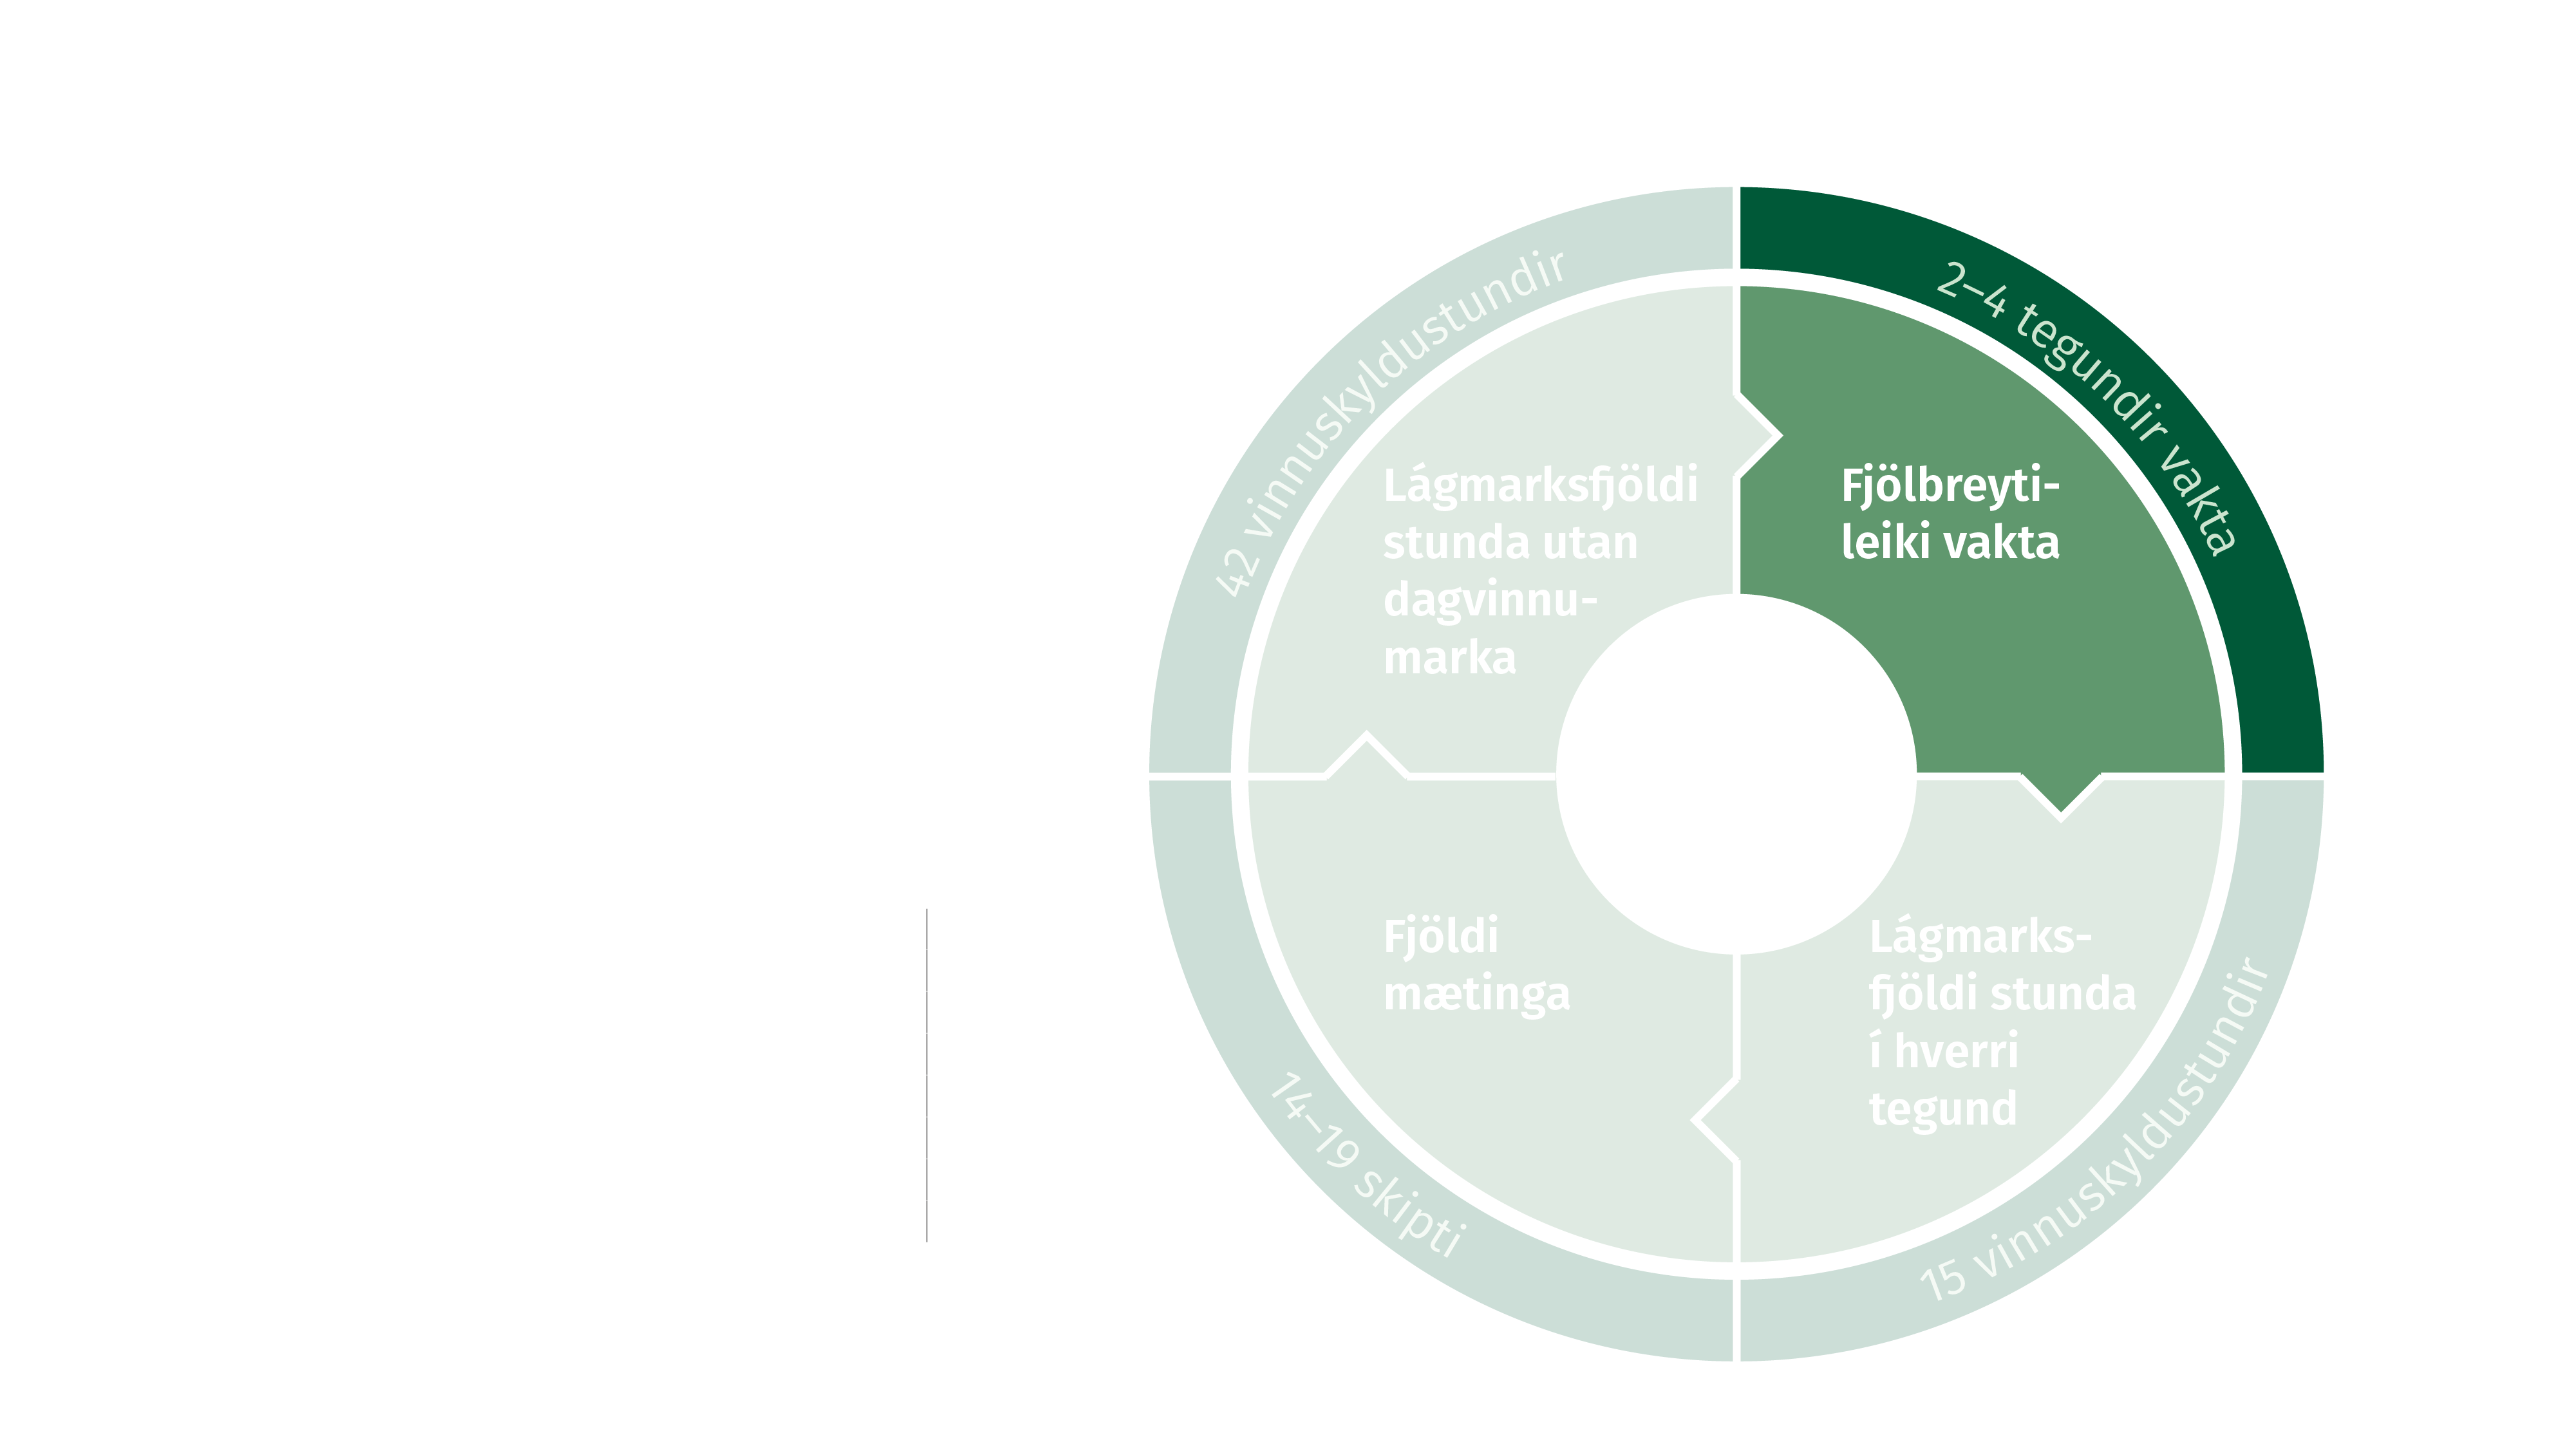 42 vinnuskyldustundir
2–4 tegundir vakta
Lágmarksfjöldi
stunda utan
dagvinnu-
marka
Fjölbreyti-
leiki vakta
Fjöldi
mætinga
Lágmarks-
fjöldi stunda
í hverri
tegund
14–19 skipti
15 vinnuskyldustundir